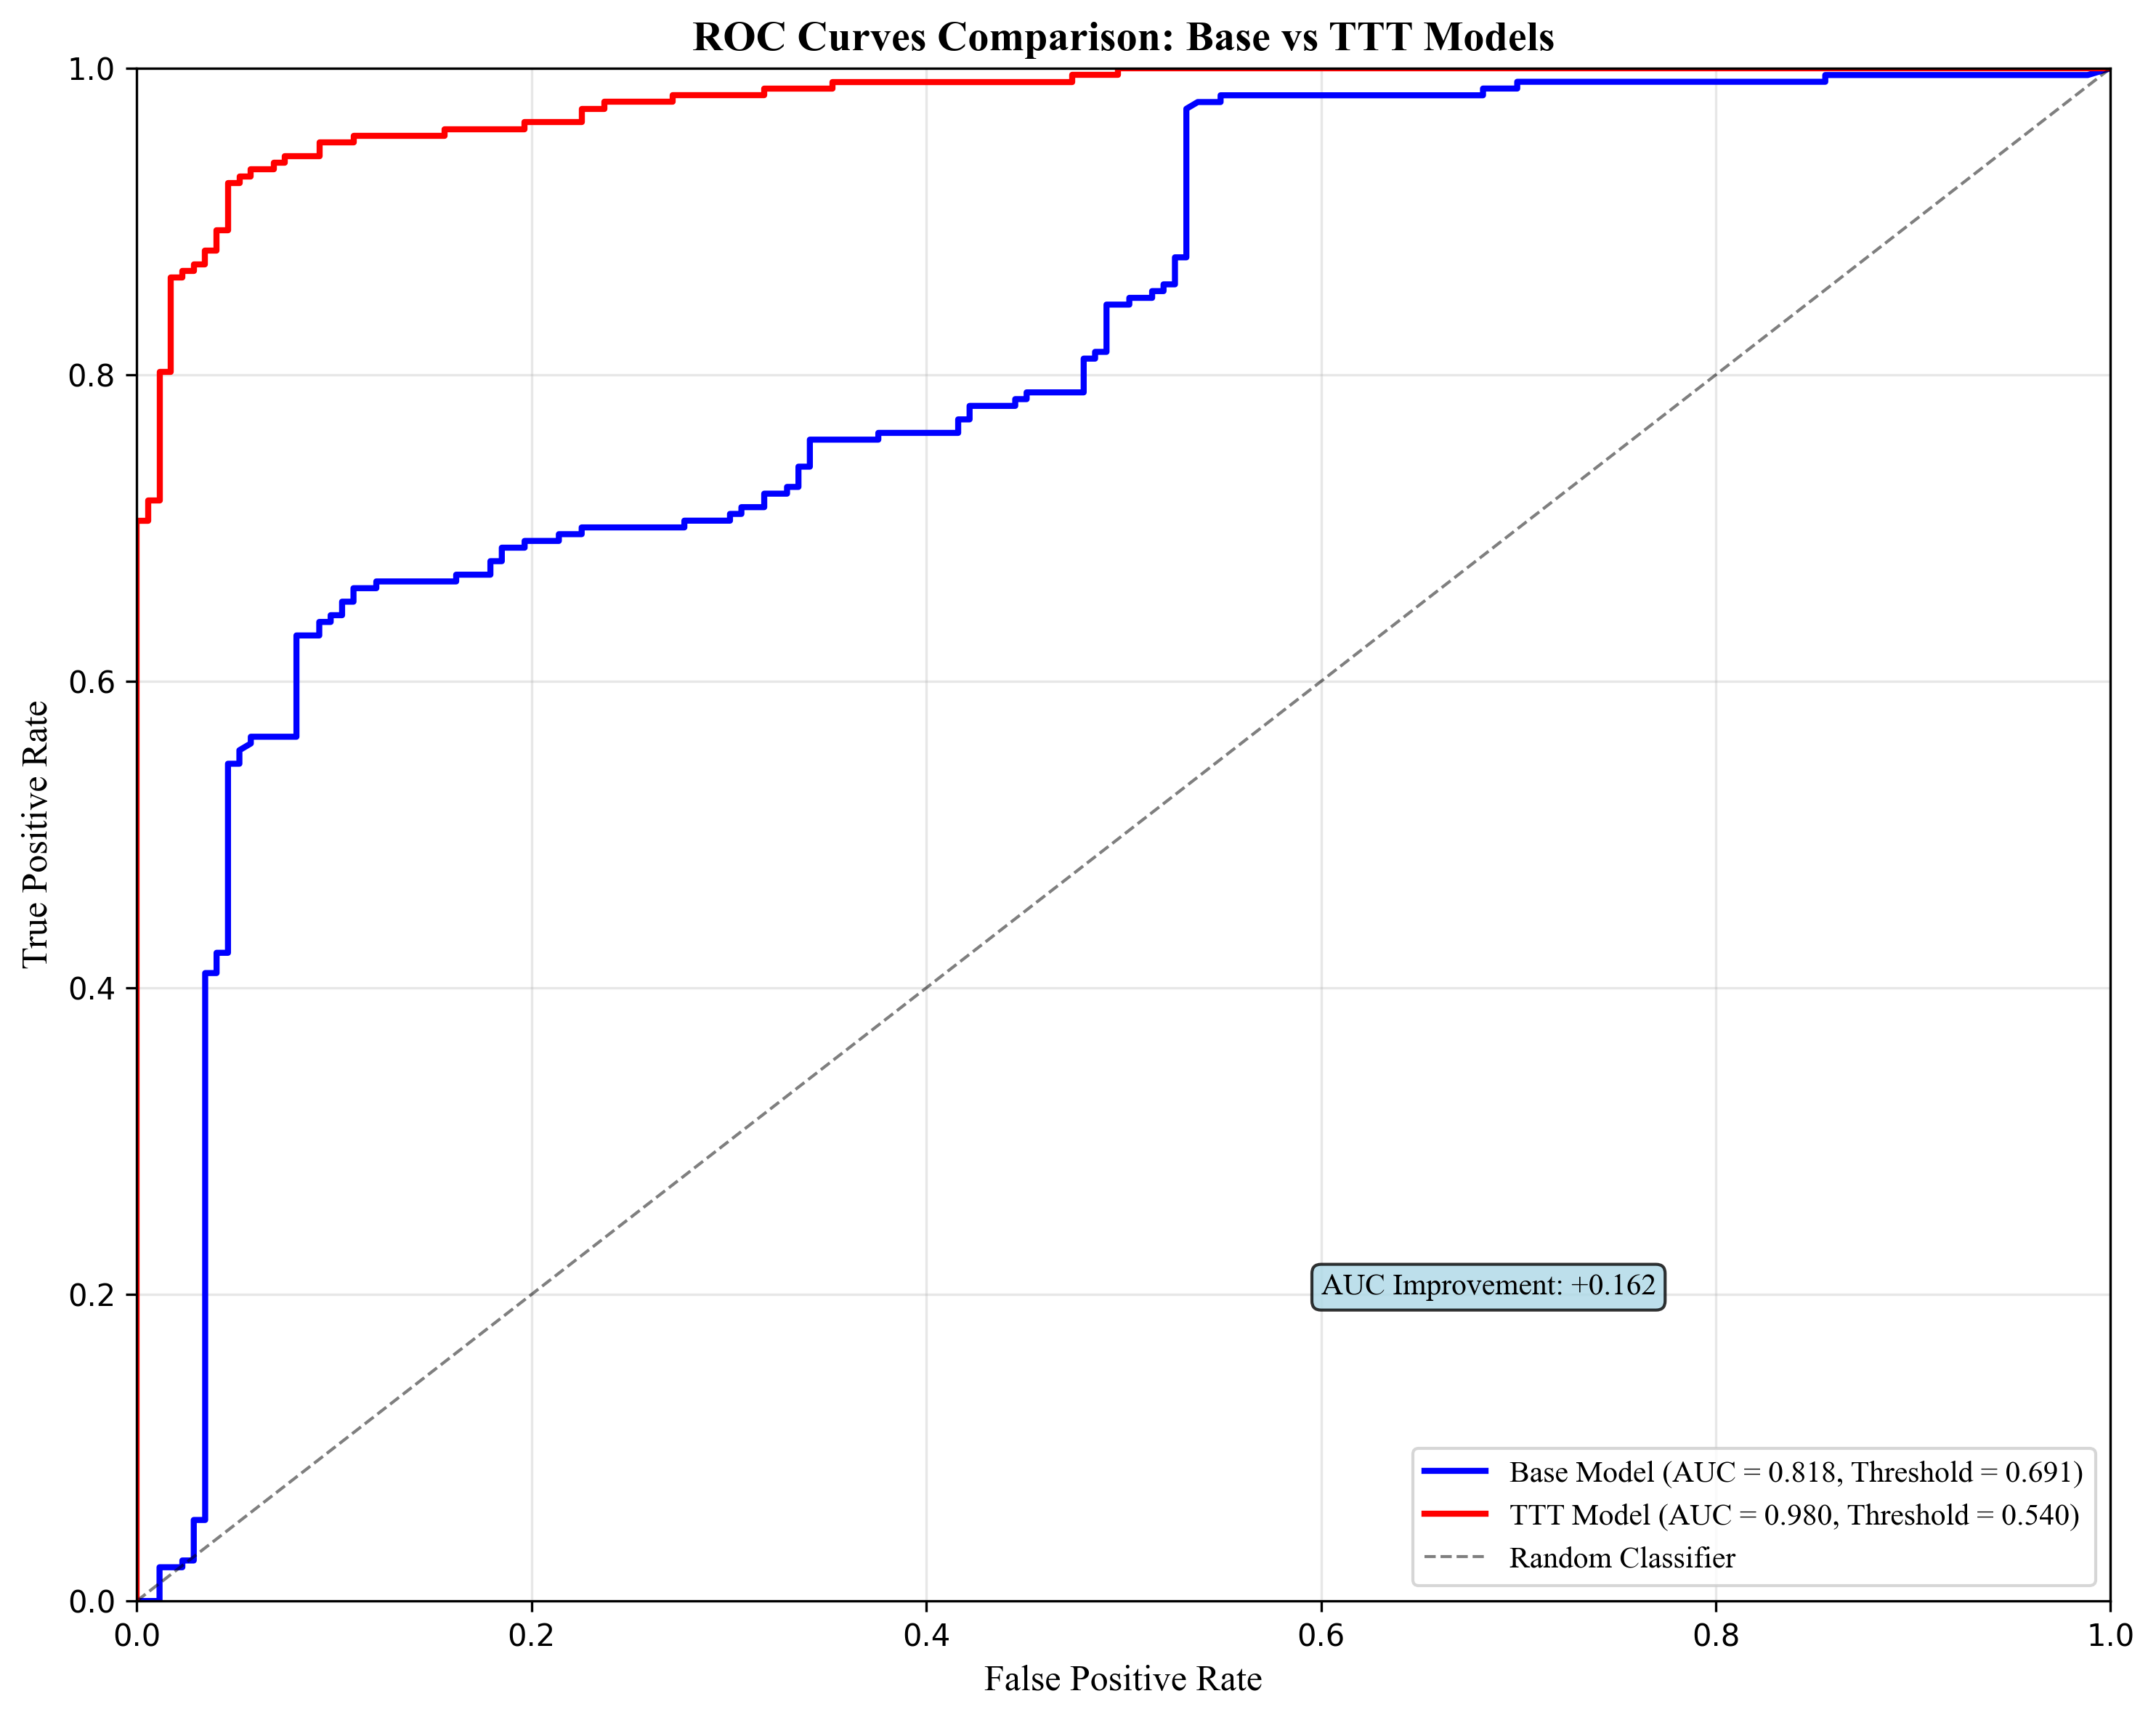 ROC Curves Comparison: Base vs TTT Models
1.0
0.8
0.6
0.4
0.2
0.0
True Positive Rate
AUC Improvement: +0.162
Base Model (AUC = 0.818, Threshold = 0.691)
TTT Model (AUC = 0.980, Threshold = 0.540)
Random Classifier
0.0 0.2 0.4 0.6 0.8 1.0
False Positive Rate